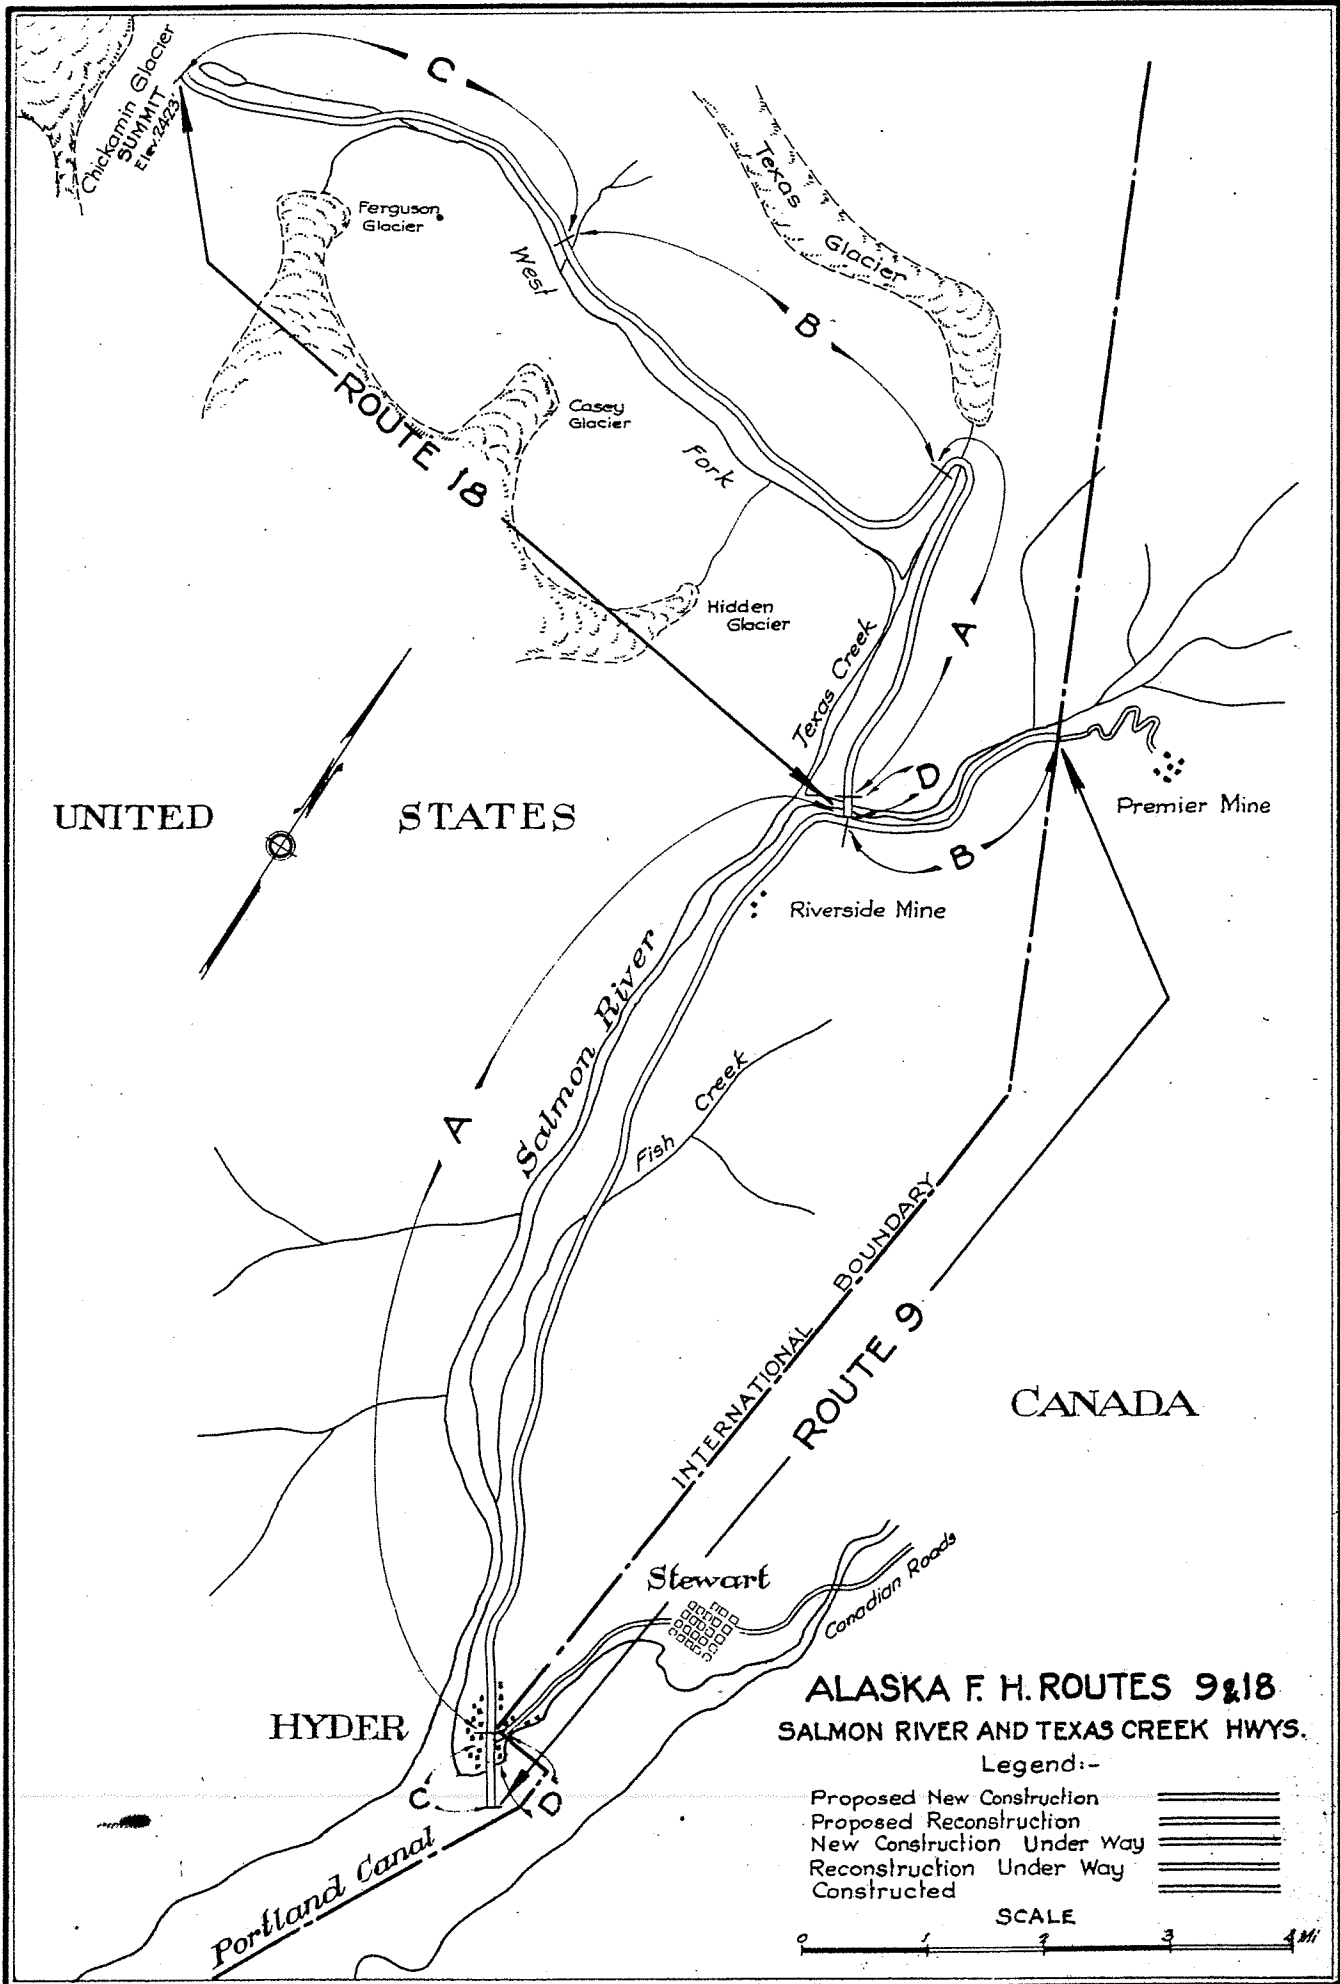 Chickamin Glacier
SUMMIT
Elev. 2423'
C
Ferguson
Glacier
West
Texas
Glacier
B
ROUTE 18
Casey
Glacier
Fork
Hidden
Glacier
A
Texas Creek
D
Premier Mine
UNITED STATES
B
Riverside Mine
Salmon River
A
Fish Creek
INTERNATIONAL BOUNDARY
ROUTE 9
CANADA
Stewart
Canadian Roads
HYDER
C
D
Portland Canal
ALASKA F. H. ROUTES 9&18
SALMON RIVER AND TEXAS CREEK HWYS.
Legend:-
Proposed New Construction
Proposed Reconstruction
New Construction Under Way
Reconstruction Under Way
Constructed
SCALE
0 1 2 3 4 Mi